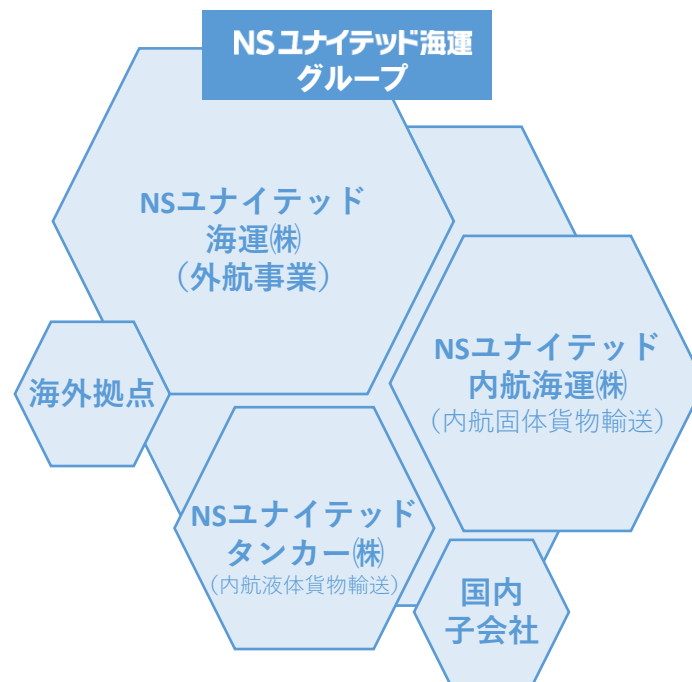 NSユナイテッド海運
グループ
NSユナイテッド
海運㈱
（外航事業）
海外拠点
NSユナイテッド
内航海運㈱
（内航固体貨物輸送）
NSユナイテッド
タンカー㈱
（内航液体貨物輸送）
国内
子会社